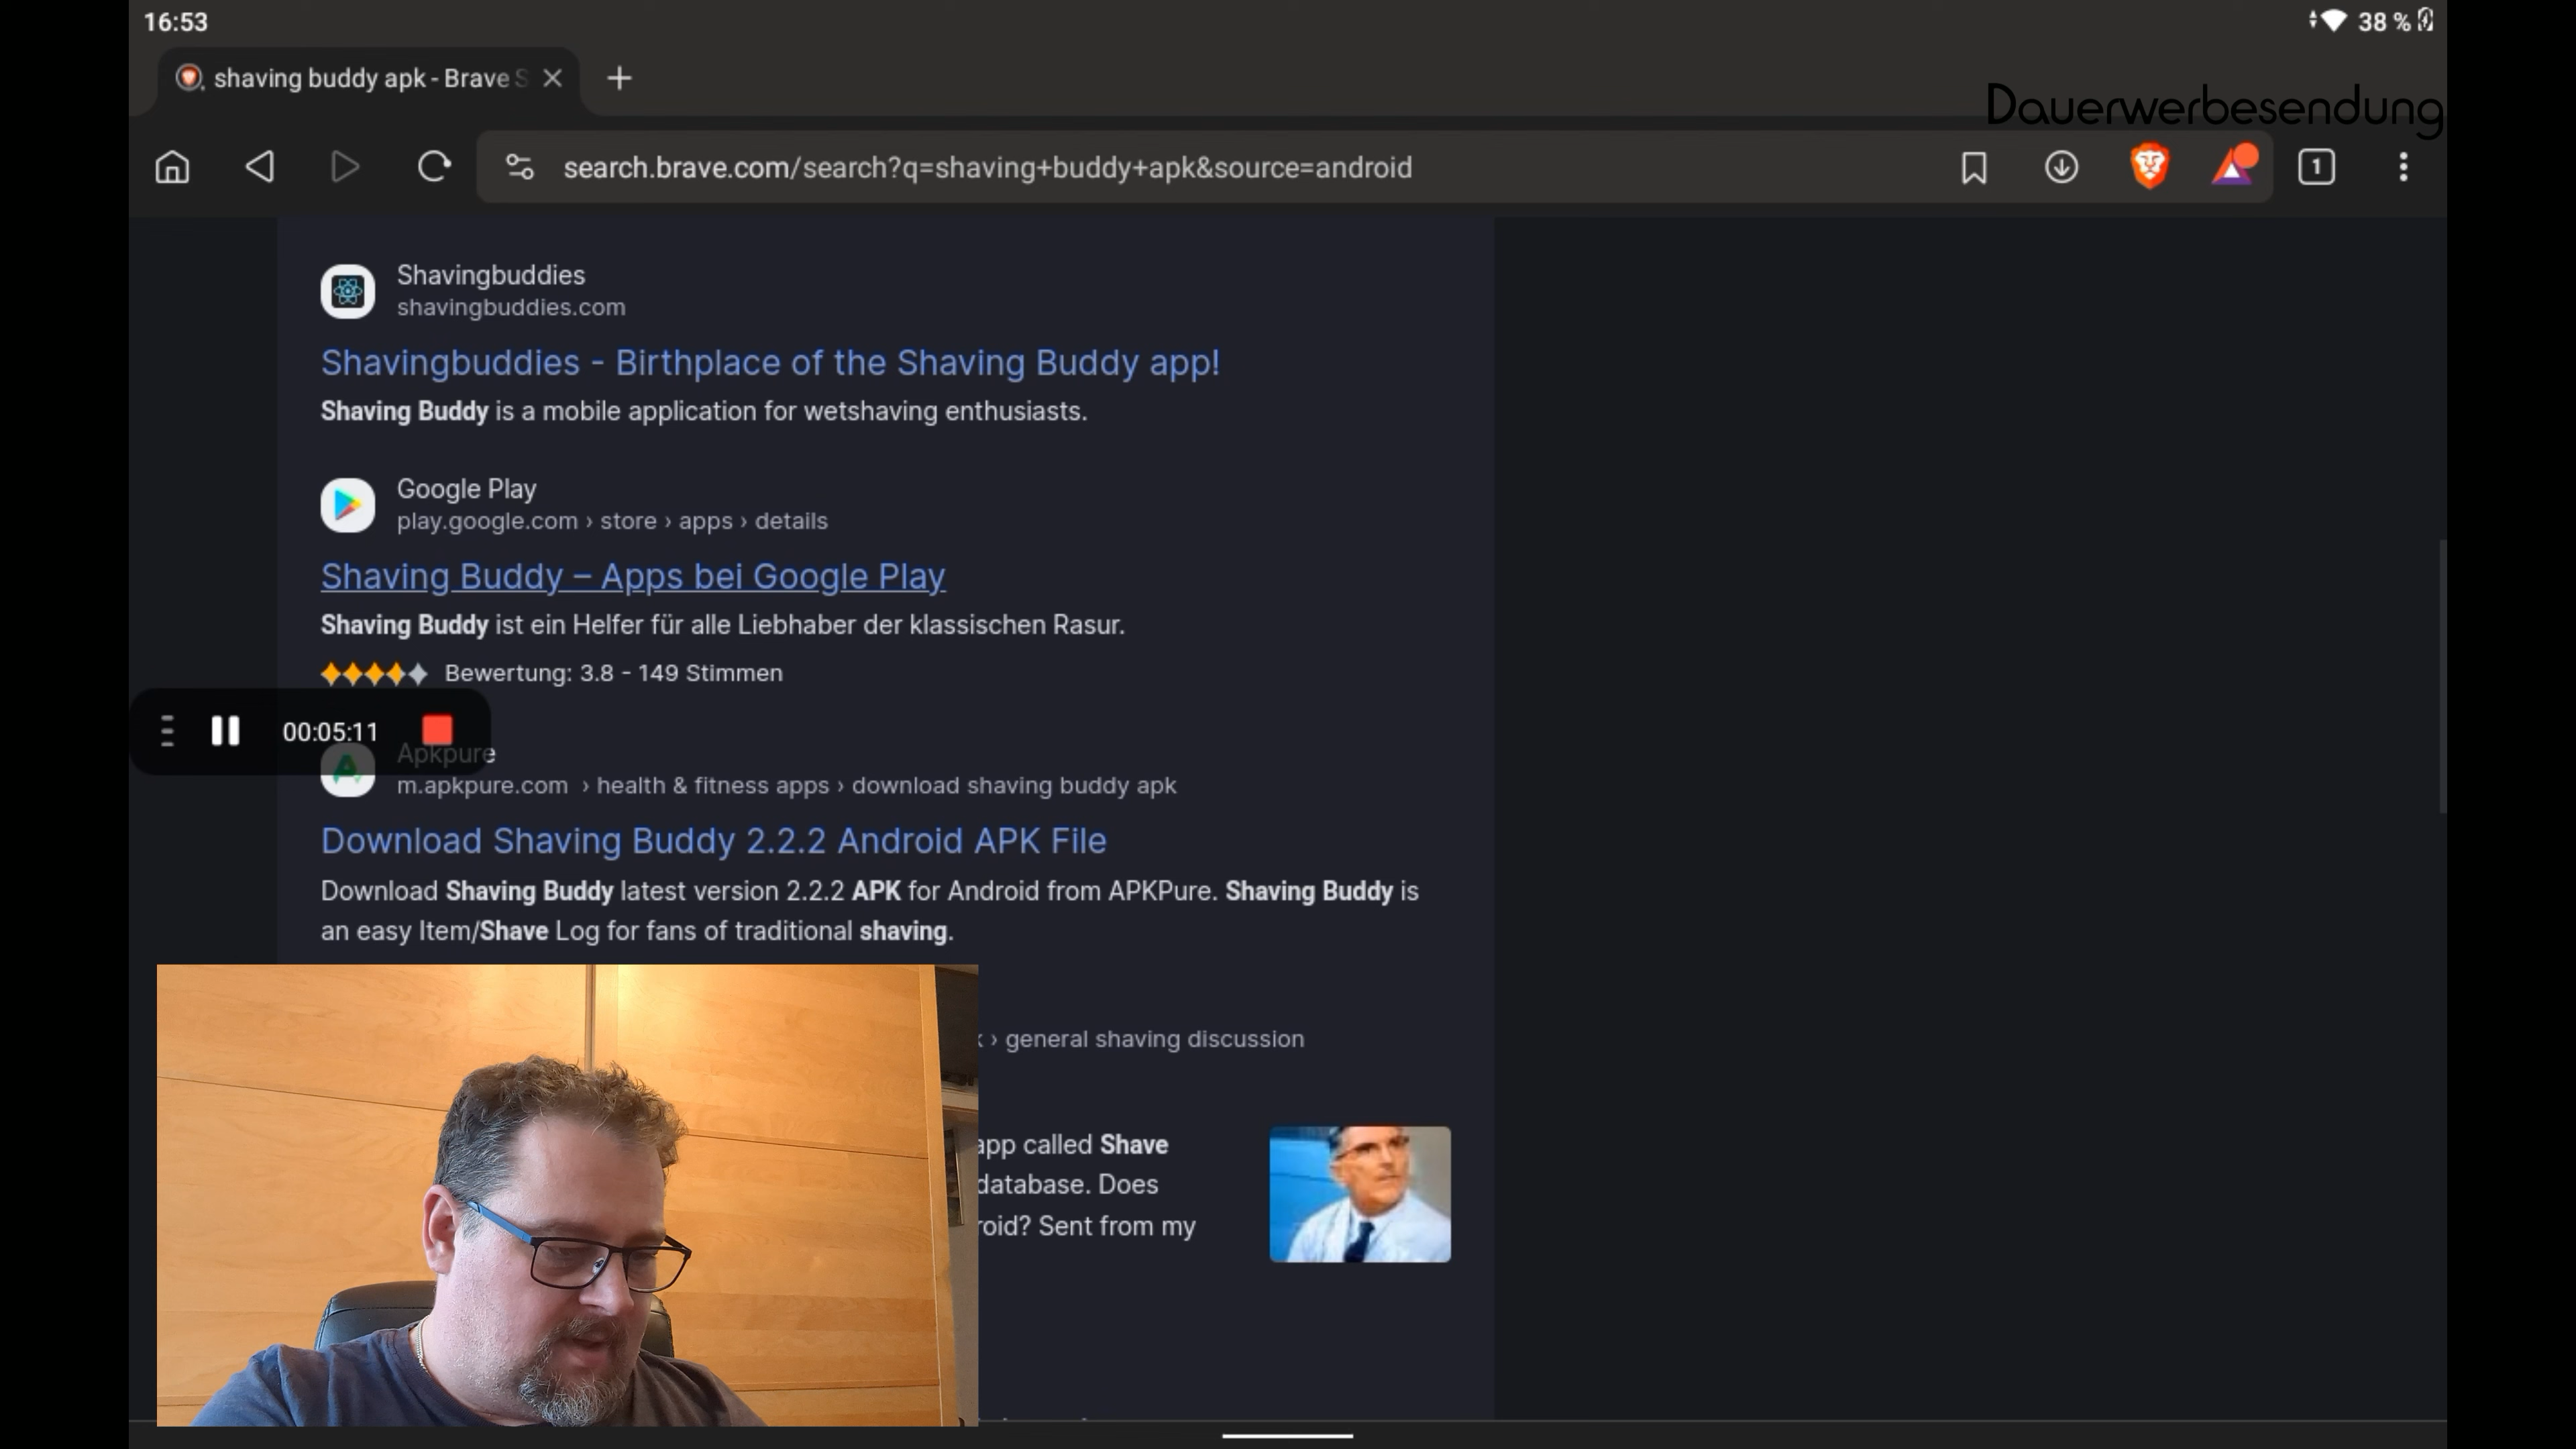 16:53
38 %
shaving buddy apk - Brave S
Dauerwerbesendung
search.brave.com/search?q=shaving+buddy+apk&source=android
1
Shavingbuddies
shavingbuddies.com
Shavingbuddies - Birthplace of the Shaving Buddy app!
Shaving Buddy is a mobile application for wetshaving enthusiasts.
Google Play
play.google.com › store › apps › details
Shaving Buddy – Apps bei Google Play
Shaving Buddy ist ein Helfer für alle Liebhaber der klassischen Rasur.
Bewertung: 3.8 - 149 Stimmen
00:05:11
Apkpure
m.apkpure.com › health & fitness apps › download shaving buddy apk
Download Shaving Buddy 2.2.2 Android APK File
Download Shaving Buddy latest version 2.2.2 APK for Android from APKPure. Shaving Buddy is
an easy Item/Shave Log for fans of traditional shaving.
› general shaving discussion
app called Shave
database. Does
roid? Sent from my